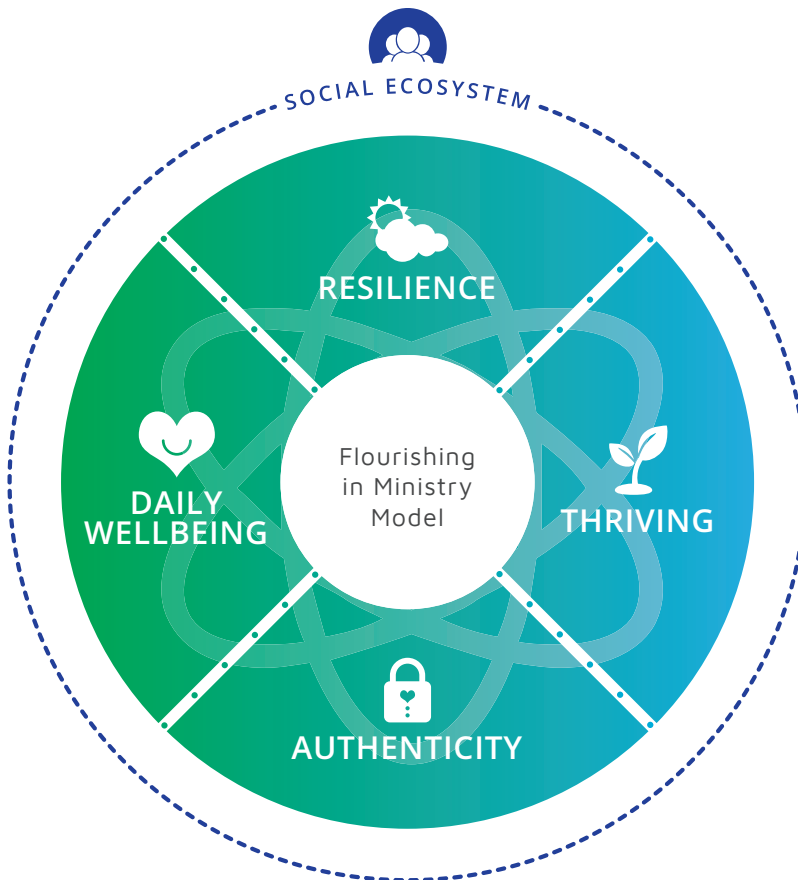 SOCIAL ECOSYSTEM
RESILIENCE
Flourishing
in Ministry
Model
DAILY
WELLBEING
THRIVING
AUTHENTICITY